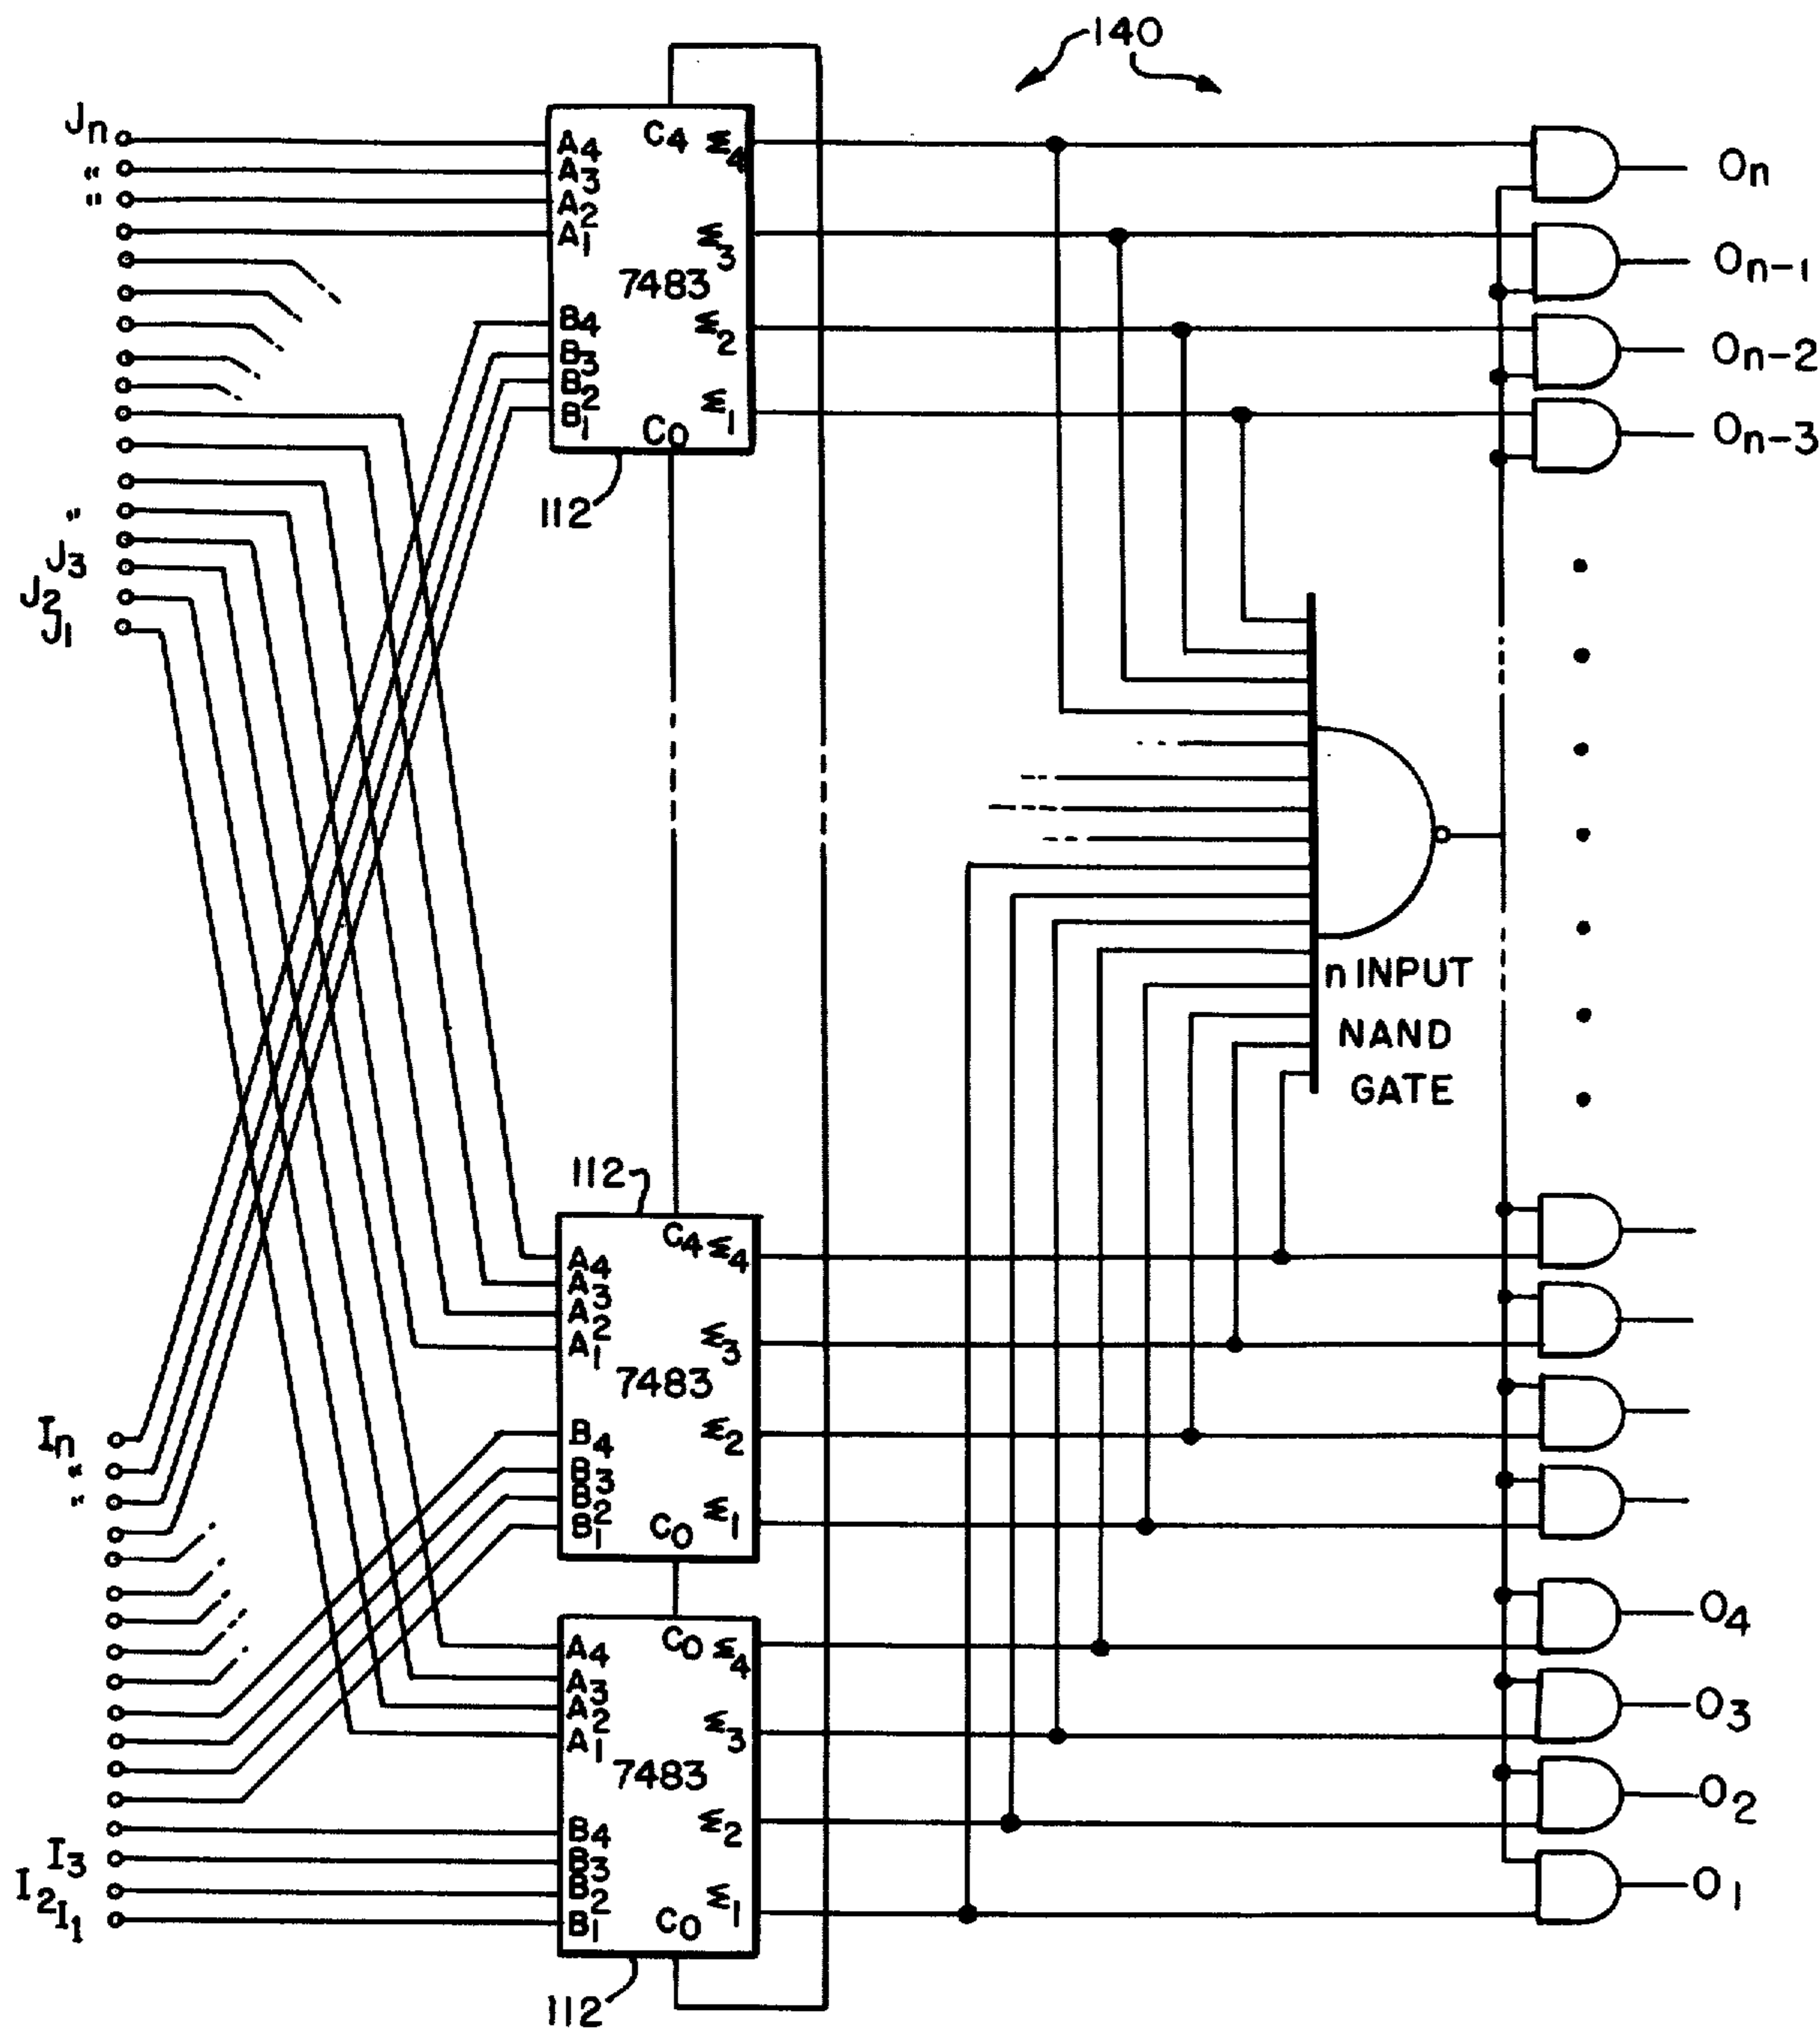 140
Jn
"
"
"
J3
J2
J1
A4
A3
A2
A1
B4
B3
B2
B1
C4
C0
7483
Σ4
Σ3
Σ2
Σ1
112
On
On-1
On-2
On-3
n INPUT
NAND
GATE
112
In
"
"
A4
A3
A2
A1
B4
B3
B2
B1
C4
C0
7483
Σ4
Σ3
Σ2
Σ1
I3
I2
I1
A4
A3
A2
A1
B4
B3
B2
B1
C0
C0
7483
Σ4
Σ3
Σ2
Σ1
112
O4
O3
O2
O1